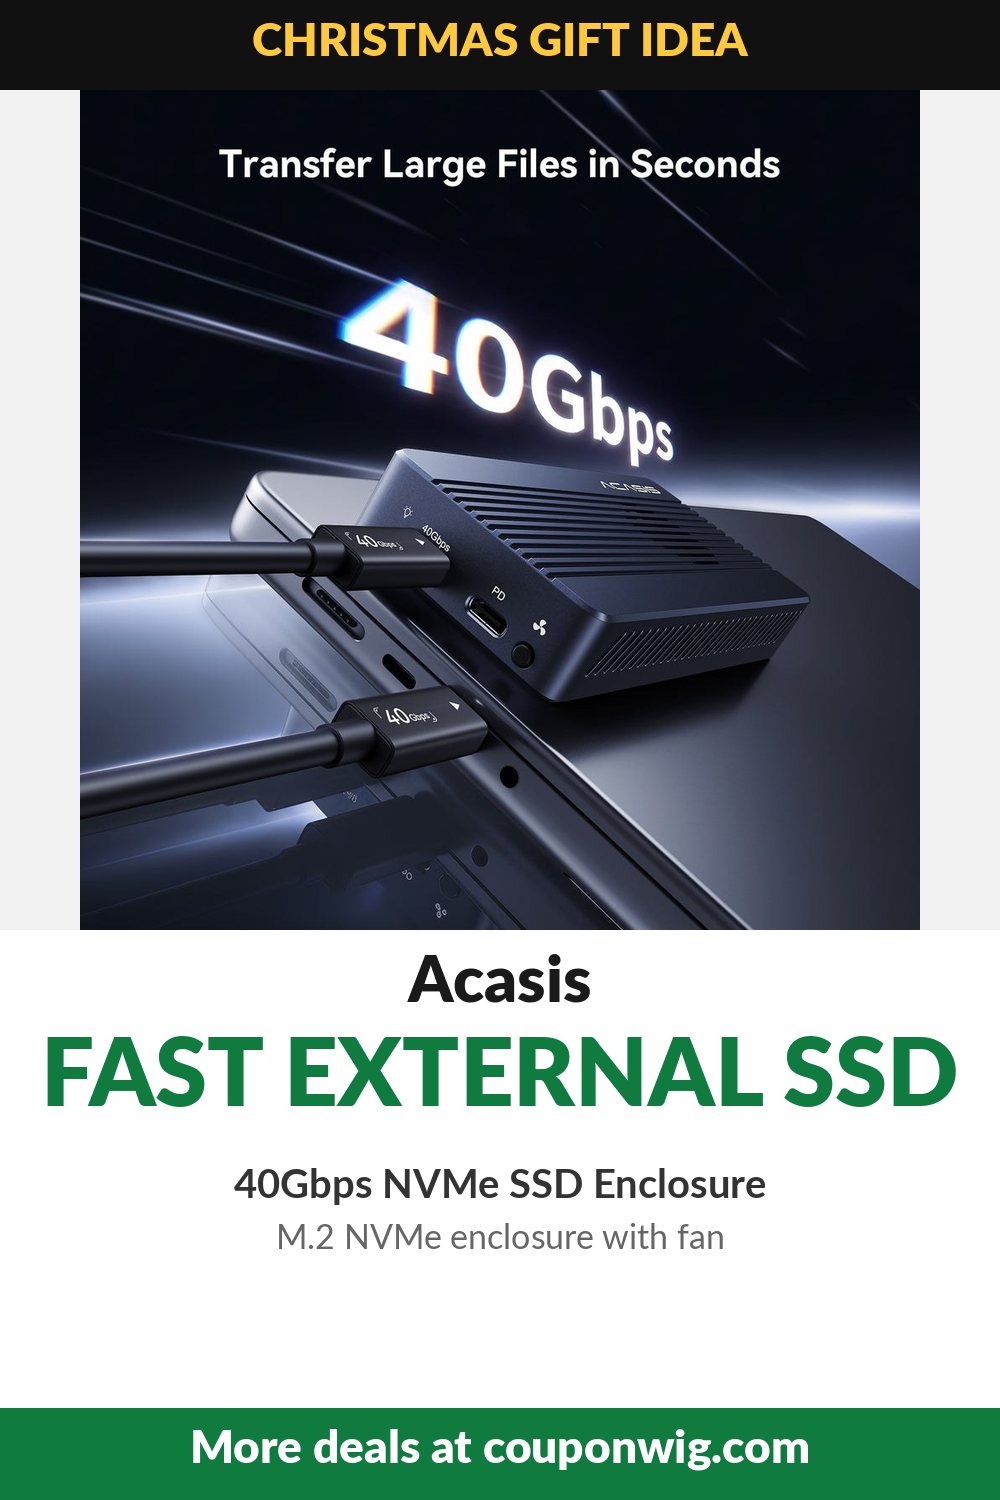 CHRISTMAS GIFT IDEA
Transfer Large Files in Seconds
40Gbps
ACASIS
40Gbps
40Gbps
PD
40Gbps
Acasis
FAST EXTERNAL SSD
40Gbps NVMe SSD Enclosure
M.2 NVMe enclosure with fan
More deals at couponwig.com